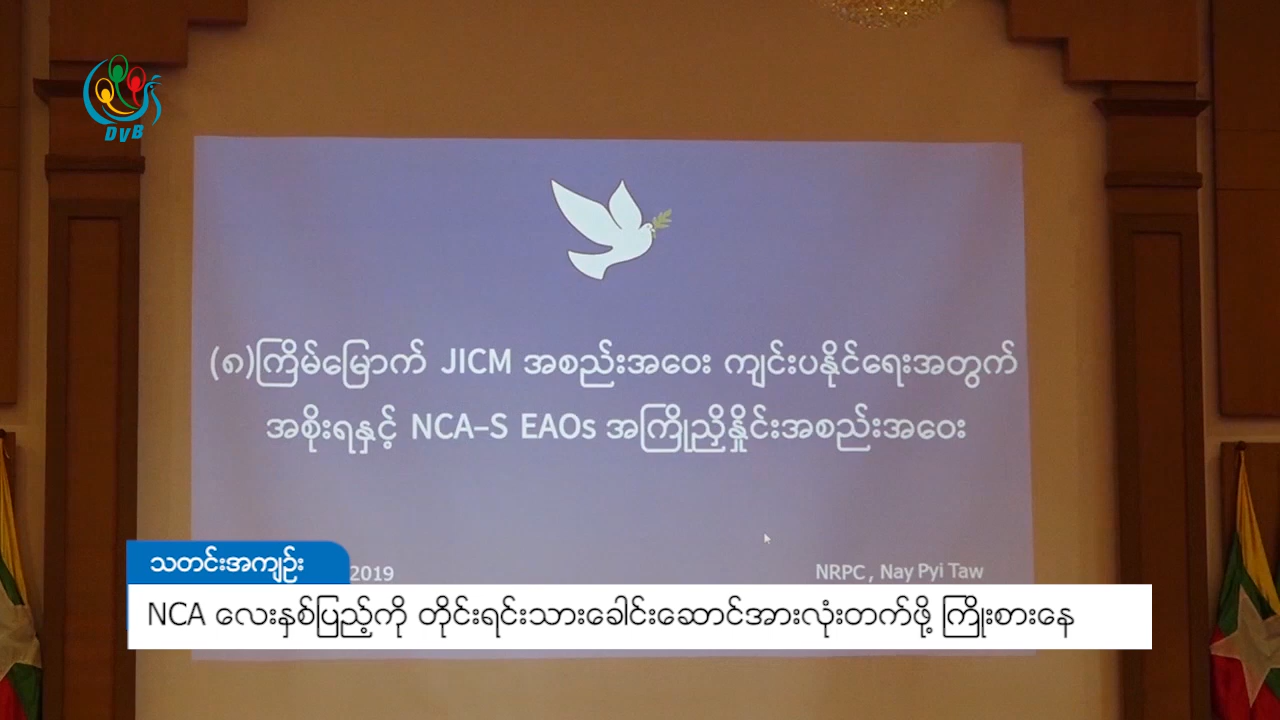 DVB
(၈)ကြိမ်မြောက် JICM အစည်းအဝေး ကျင်းပနိုင်ရေးအတွက်
အစိုးရနှင့် NCA-S EAOs အကြိုညှိနှိုင်းအစည်းအဝေး
2019
NRPC, Nay Pyi Taw
သတင်းအကျဉ်း
NCA လေးနှစ်ပြည့်ကို တိုင်းရင်းသားခေါင်းဆောင်အားလုံးတက်ဖို့ ကြိုးစားနေ